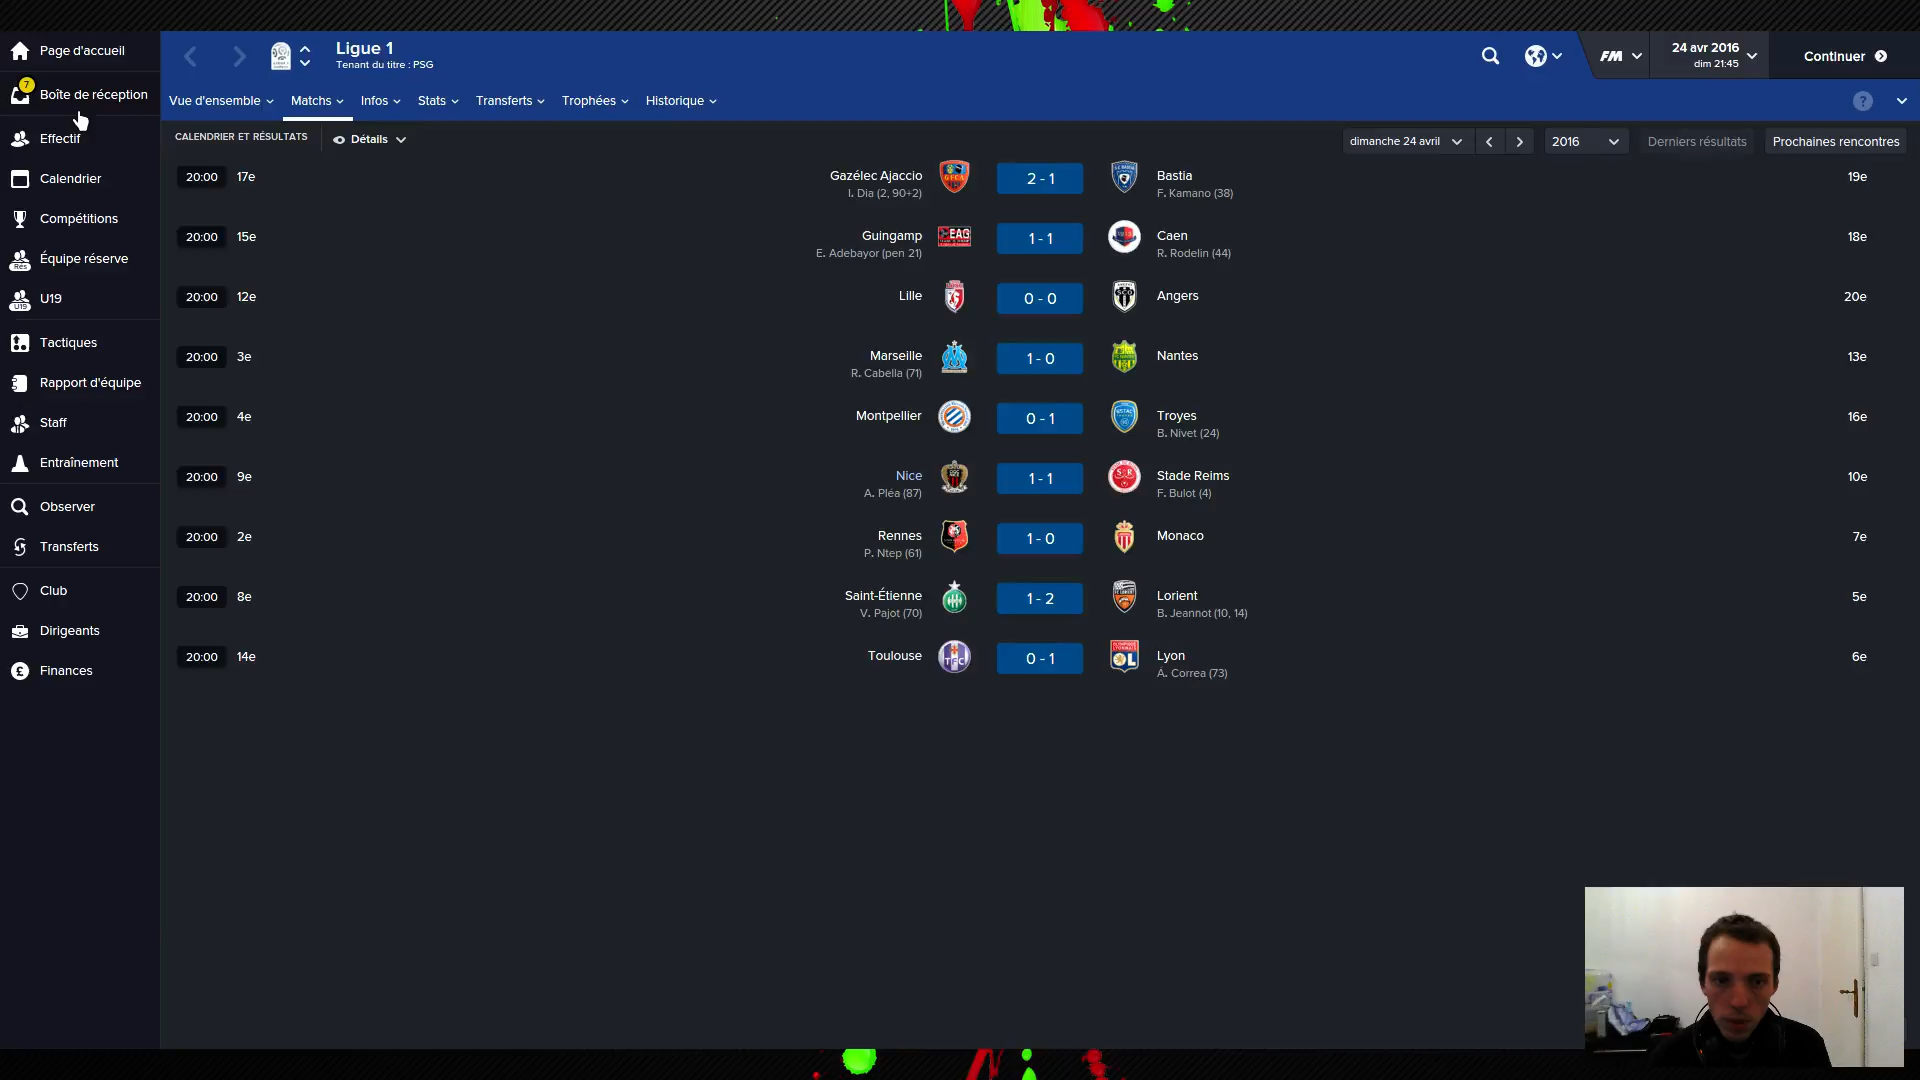 Page d'accueil
7
Boîte de réception
Effectif
Calendrier
Compétitions
Rés
Équipe réserve
U19
U19
Tactiques
Rapport d'équipe
Staff
Entraînement
Observer
Transferts
Club
Dirigeants
£
Finances
Ligue 1
Tenant du titre : PSG
FM
24 avr 2016
dim 21:45
Continuer
Vue d'ensemble
Matchs
Infos
Stats
Transferts
Trophées
Historique
?
CALENDRIER ET RÉSULTATS
Détails
dimanche 24 avril
2016
Derniers résultats
Prochaines rencontres
20:00 17e Gazélec Ajaccio 2 - 1 Bastia 19e
I. Dia (2, 90+2) F. Kamano (38)
20:00 15e Guingamp EAG 1 - 1 Caen 18e
E. Adebayor (pen 21) R. Rodelin (44)
20:00 12e Lille 0 - 0 Angers 20e
20:00 3e Marseille 1 - 0 Nantes 13e
R. Cabella (71)
20:00 4e Montpellier 0 - 1 Troyes 16e
B. Nivet (24)
20:00 9e Nice 1 - 1 Stade Reims 10e
A. Pléa (87) F. Bulot (4)
20:00 2e Rennes 1 - 0 Monaco 7e
P. Ntep (61)
20:00 8e Saint-Étienne 1 - 2 Lorient 5e
V. Pajot (70) B. Jeannot (10, 14)
20:00 14e Toulouse TFC 0 - 1 OL Lyon 6e
Á. Correa (73)